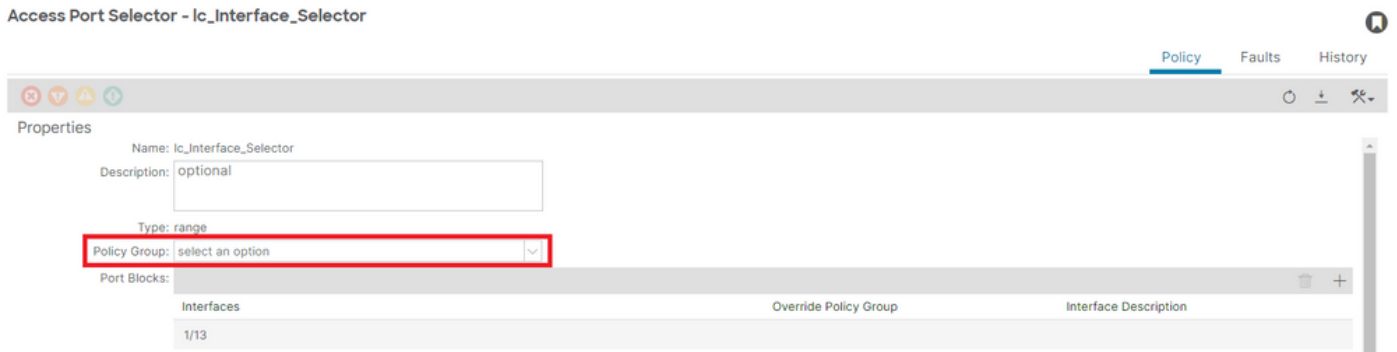 Access Port Selector - lc_Interface_Selector
Policy Faults History
Properties
Name: lc_Interface_Selector
Description: optional
Type: range
Policy Group: select an option
Port Blocks:
Interfaces Override Policy Group Interface Description
1/13